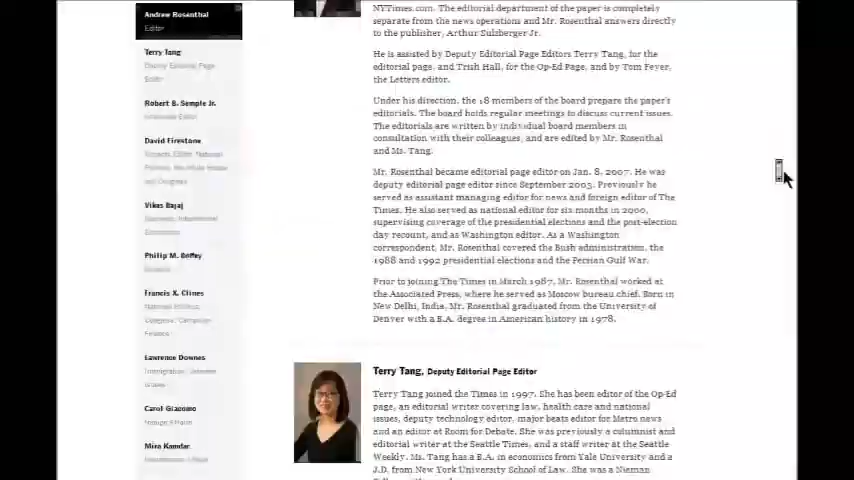 Andrew Rosenthal
Editor
Terry Tang
Deputy Editorial Page
Editor
Robert B. Semple Jr.
Associate Editor
David Firestone
Projects Editor, National
Politics, the White House
and Congress
Vikas Bajaj
Business, International
Economics
Philip M. Boffey
Science
Francis X. Clines
National Politics,
Congress, Campaign
Finance
Lawrence Downes
Immigration, Veterans
Issues
Carol Giacomo
Foreign Affairs
Mira Kamdar
International Affairs
NYTimes.com. The editorial department of the paper is completely
separate from the news operations and Mr. Rosenthal answers directly
to the publisher, Arthur Sulzberger Jr.
He is assisted by Deputy Editorial Page Editors Terry Tang, for the
editorial page, and Trish Hall, for the Op-Ed Page, and by Tom Feyer,
the Letters editor.
Under his direction, the 18 members of the board prepare the paper's
editorials. The board holds regular meetings to discuss current issues.
The editorials are written by individual board members in
consultation with their colleagues, and are edited by Mr. Rosenthal
and Ms. Tang.
Mr. Rosenthal became editorial page editor on Jan. 8, 2007. He was
deputy editorial page editor since September 2003. Previously he
served as assistant managing editor for news and foreign editor of The
Times. He also served as national editor for six months in 2000,
supervising coverage of the presidential elections and the post-election
day recount, and as Washington editor. As a Washington
correspondent, Mr. Rosenthal covered the Bush administration, the
1988 and 1992 presidential elections and the Persian Gulf War.
Prior to joining The Times in March 1987, Mr. Rosenthal worked at
the Associated Press, where he served as Moscow bureau chief. Born in
New Delhi, India, Mr. Rosenthal graduated from the University of
Denver with a B.A. degree in American history in 1978.
Terry Tang, Deputy Editorial Page Editor
Terry Tang joined the Times in 1997. She has been editor of the Op-Ed
page, an editorial writer covering law, health care and national
issues, deputy technology editor, major beats editor for Metro news
and an editor at Room for Debate. She was previously a columnist and
editorial writer at the Seattle Times, and a staff writer at the Seattle
Weekly. Ms. Tang has a B.A. in economics from Yale University and a
J.D. from New York University School of Law. She was a Nieman